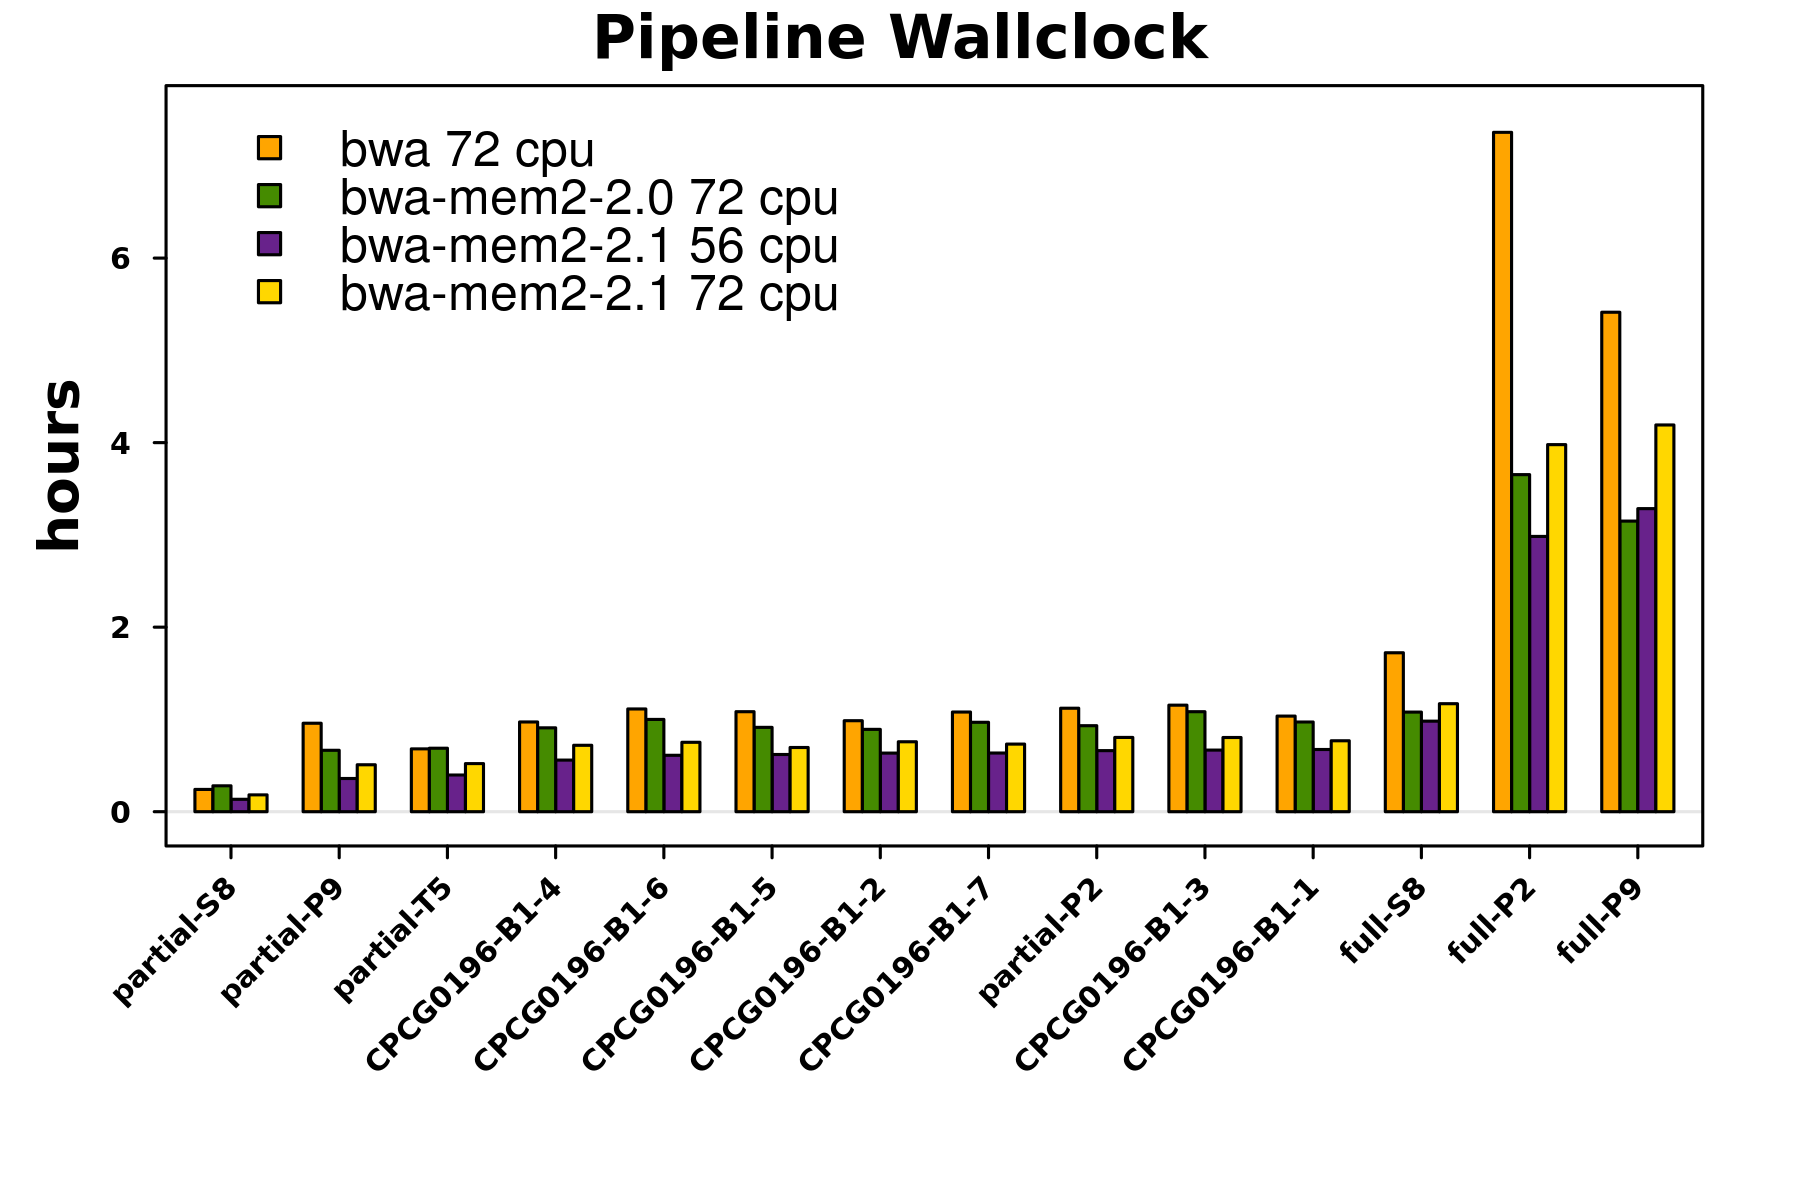 Pipeline Wallclock
bwa 72 cpu
bwa-mem2-2.0 72 cpu
bwa-mem2-2.1 56 cpu
bwa-mem2-2.1 72 cpu
hours
6
4
2
0
partial-S8
partial-P9
partial-T5
CPCG0196-B1-4
CPCG0196-B1-6
CPCG0196-B1-5
CPCG0196-B1-2
CPCG0196-B1-7
partial-P2
CPCG0196-B1-3
CPCG0196-B1-1
full-S8
full-P2
full-P9